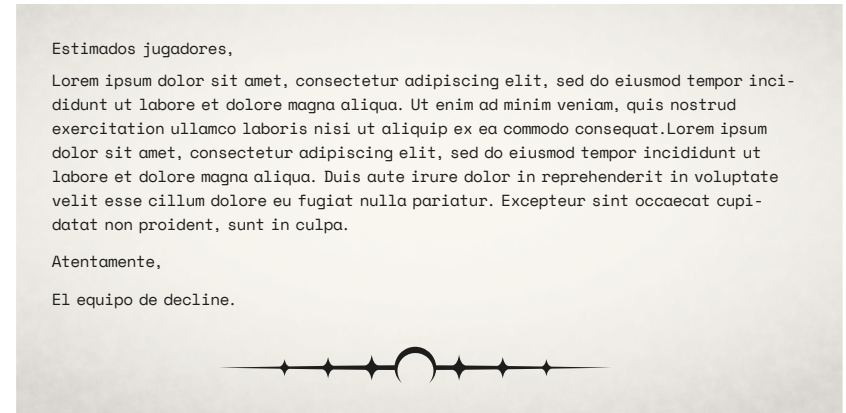 Estimados jugadores,
Lorem ipsum dolor sit amet, consectetur adipiscing elit, sed do eiusmod tempor inci-
didunt ut labore et dolore magna aliqua. Ut enim ad minim veniam, quis nostrud
exercitation ullamco laboris nisi ut aliquip ex ea commodo consequat.Lorem ipsum
dolor sit amet, consectetur adipiscing elit, sed do eiusmod tempor incididunt ut
labore et dolore magna aliqua. Duis aute irure dolor in reprehenderit in voluptate
velit esse cillum dolore eu fugiat nulla pariatur. Excepteur sint occaecat cupi-
datat non proident, sunt in culpa.
Atentamente,
El equipo de decline.